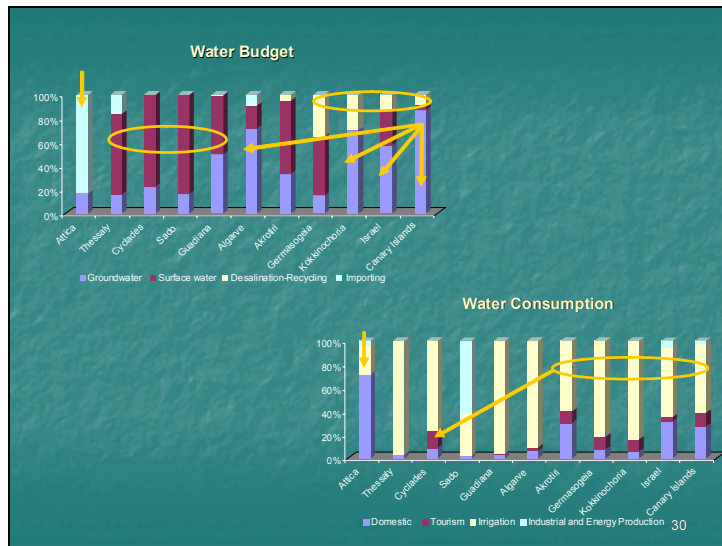 Water Budget
100%
80%
60%
40%
20%
0%
Attica
Thessaly
Cyclades
Sado
Guadiana
Algarve
Akrotiri
Germasogeia
Kokkinochoria
Israel
Canary Islands
Groundwater Surface water Desalination-Recycling Importing
Water Consumption
100%
80%
60%
40%
20%
0%
Attica
Thessaly
Cyclades
Sado
Guadiana
Algarve
Akrotiri
Germasogeia
Kokkinochoria
Israel
Canary Islands
Domestic Tourism Irrigation Industrial and Energy Production
30